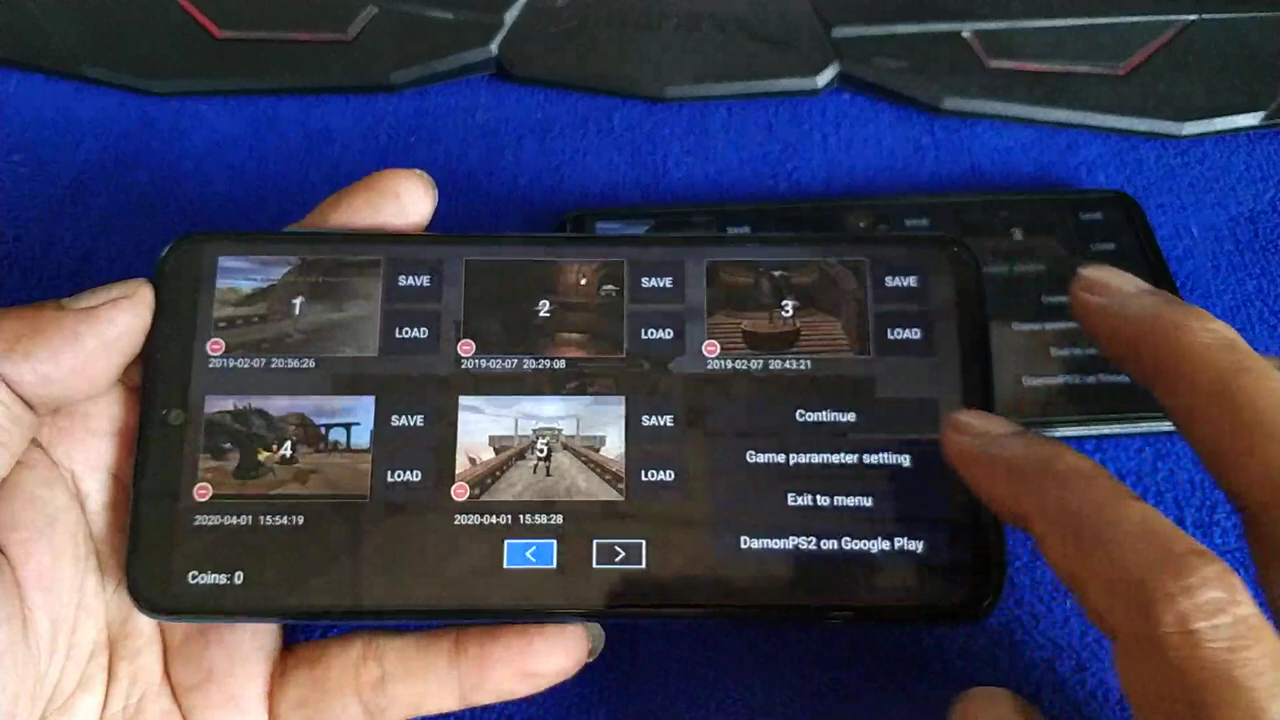 1
SAVE
LOAD
2019-02-07 20:56:26
2
SAVE
LOAD
2019-02-07 20:29:08
3
SAVE
LOAD
2019-02-07 20:43:21
4
SAVE
LOAD
2020-04-01 15:54:19
5
SAVE
LOAD
2020-04-01 15:58:28
Continue
Game parameter setting
Exit to menu
DamonPS2 on Google Play
< >
Coins: 0